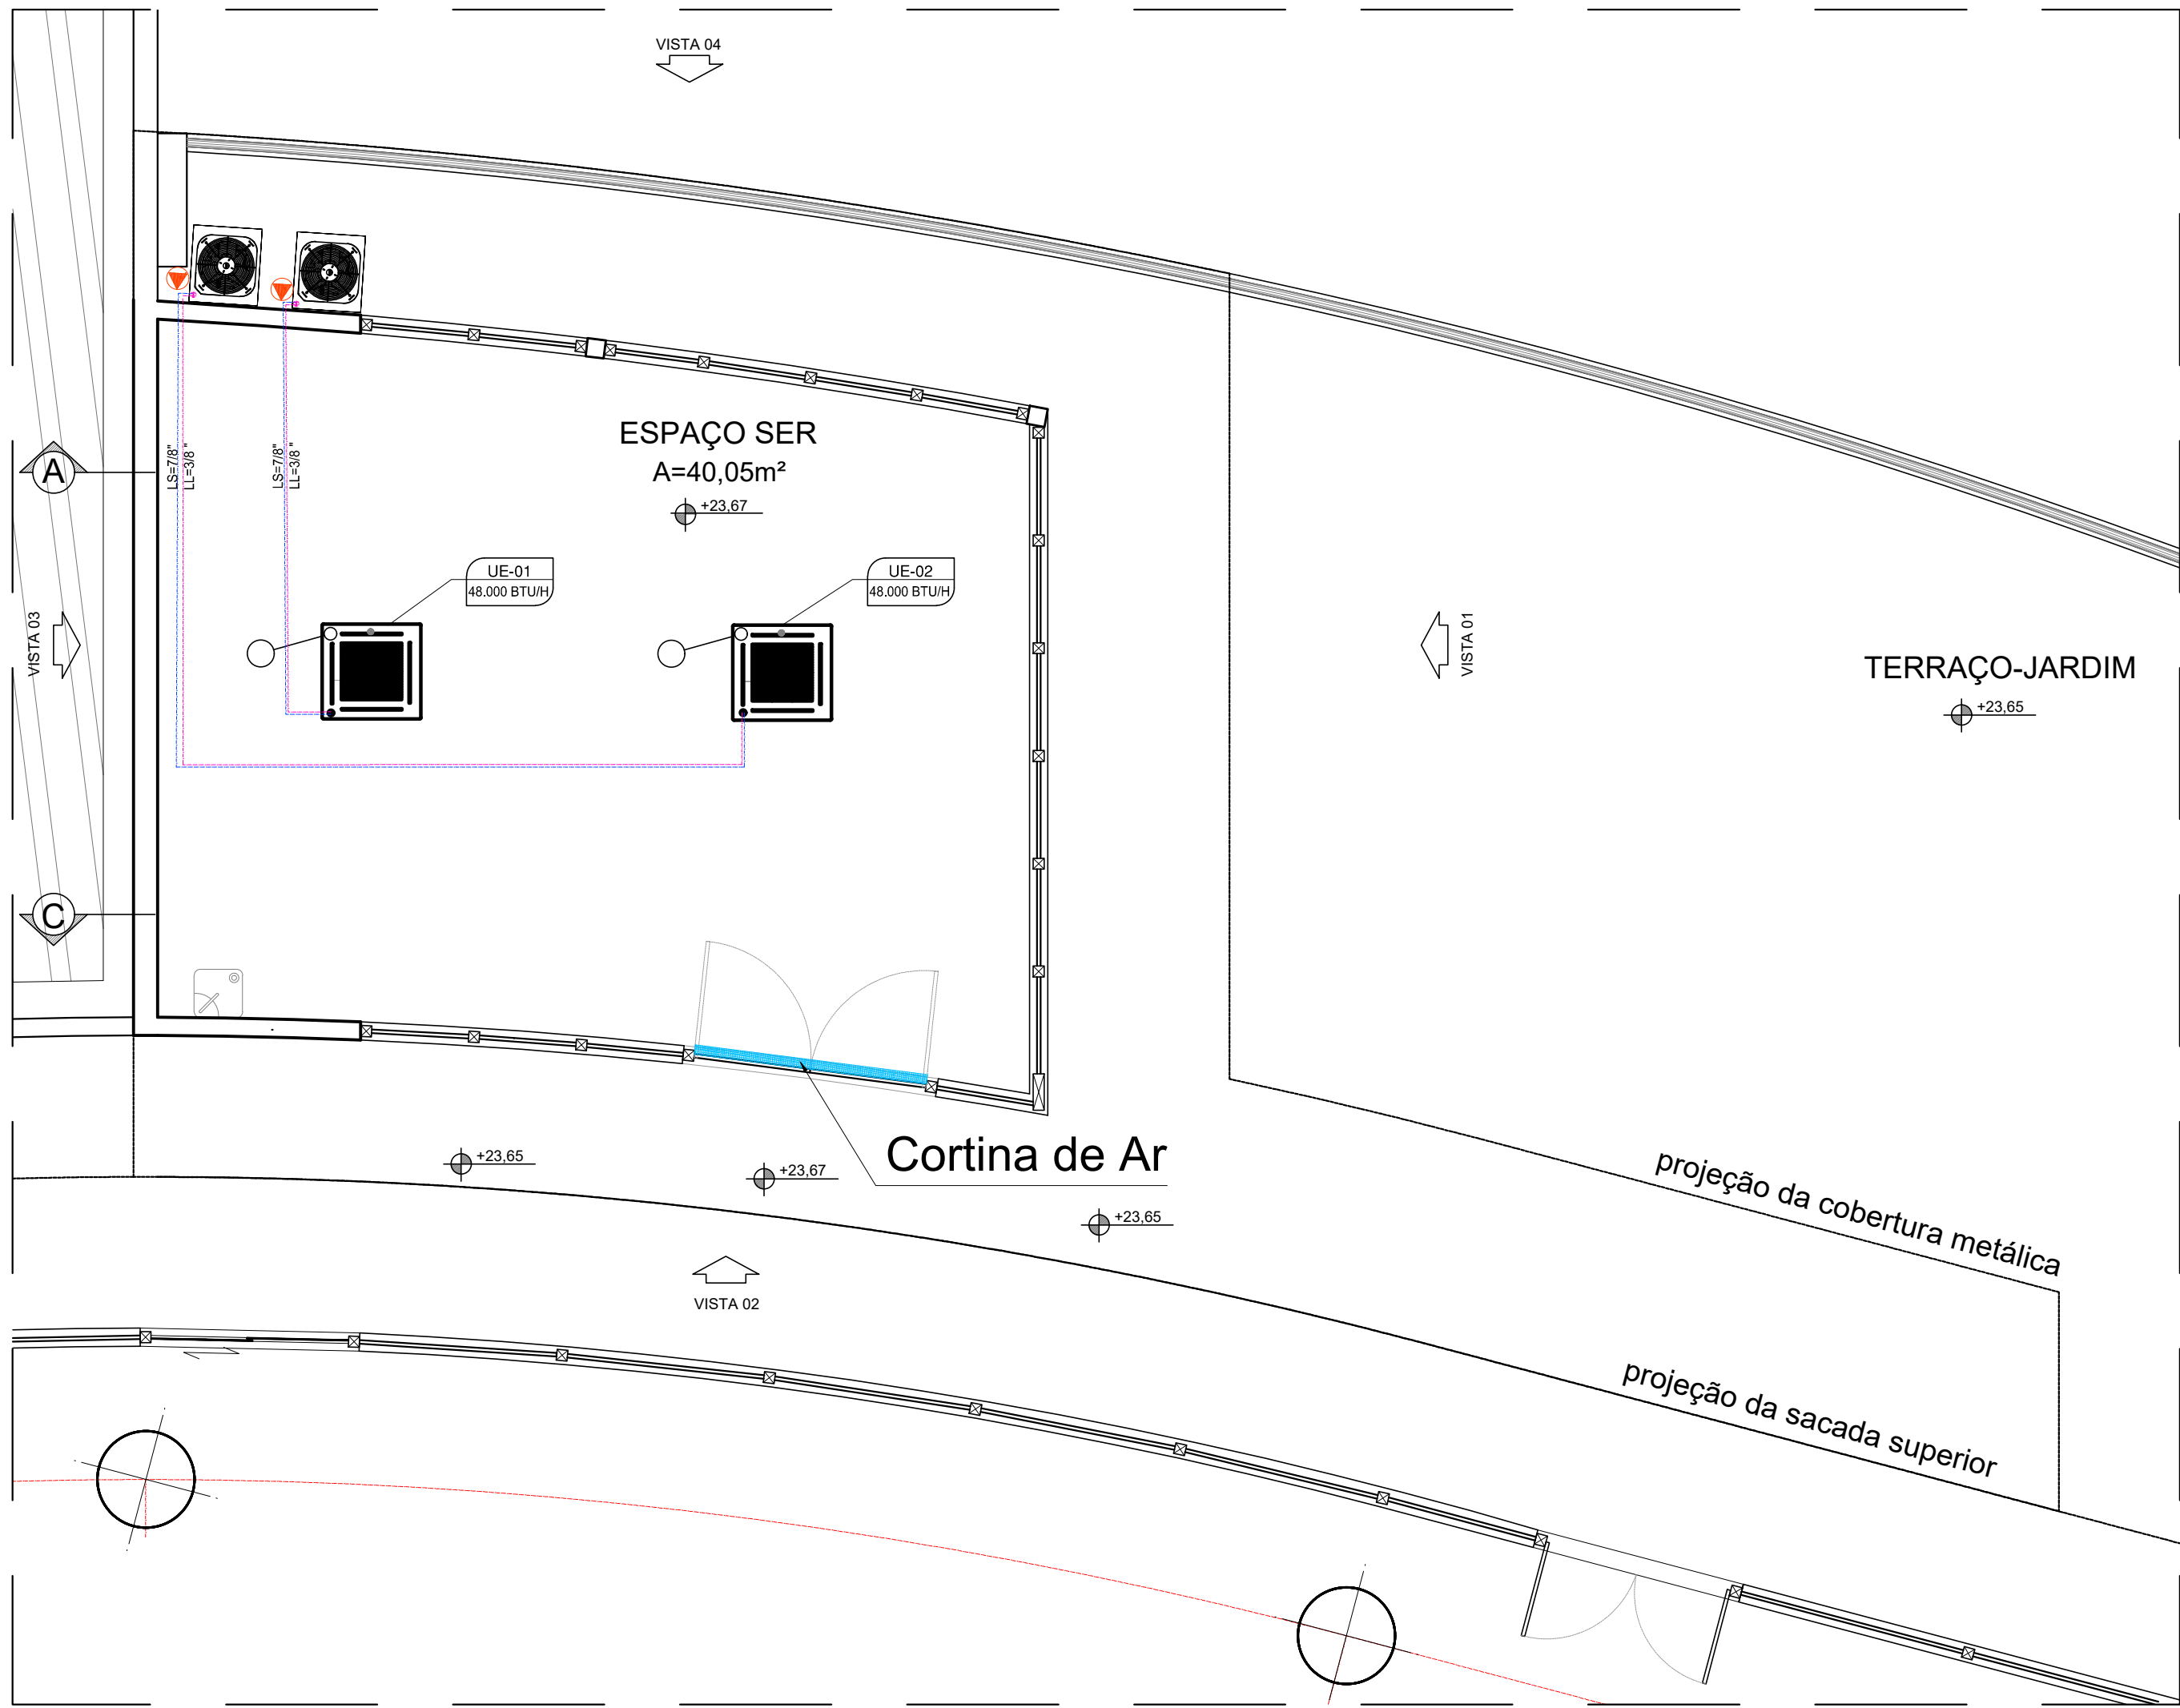 VISTA 04
ESPAÇO SER
A=40,05m²
+23,67
A
LS=7/8"
LL=3/8 "
LS=7/8"
LL=3/8 "
UE-01
48.000 BTU/H
UE-02
48.000 BTU/H
VISTA 03
VISTA 01
TERRAÇO-JARDIM
+23,65
C
Cortina de Ar
+23,65
+23,67
+23,65
projeção da cobertura metálica
VISTA 02
projeção da sacada superior